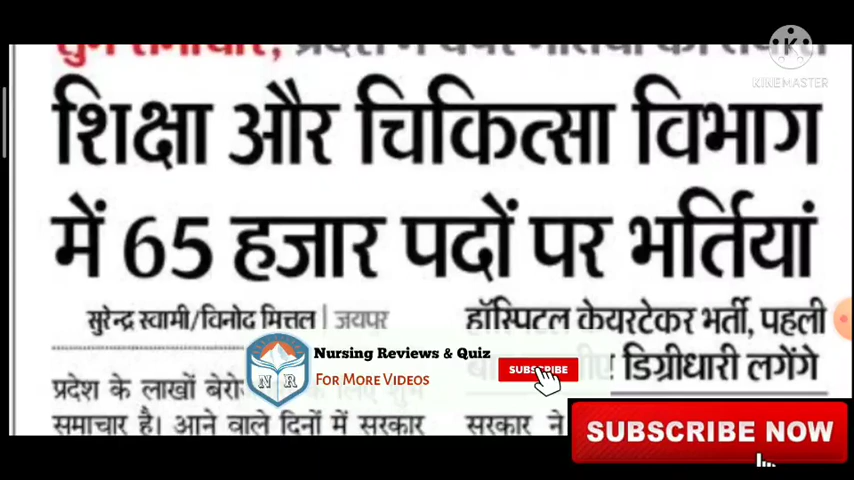 KINEMASTER
शिक्षा और चिकित्सा विभाग
में 65 हजार पदों पर भर्तियां
सुरेन्द्र स्वामी/विनोद मित्तल | जयपुर
हॉस्पिटल केयरटेकर भर्ती, पहली
डिग्रीधारी लगेंगे
Nursing Reviews & Quiz
FOR MORE VIDEOS
SUBSCRIBE
N R
प्रदेश के लाखों
समाचार है। आने वाले दिनों में सरकार
सरकार ने
SUBSCRIBE NOW